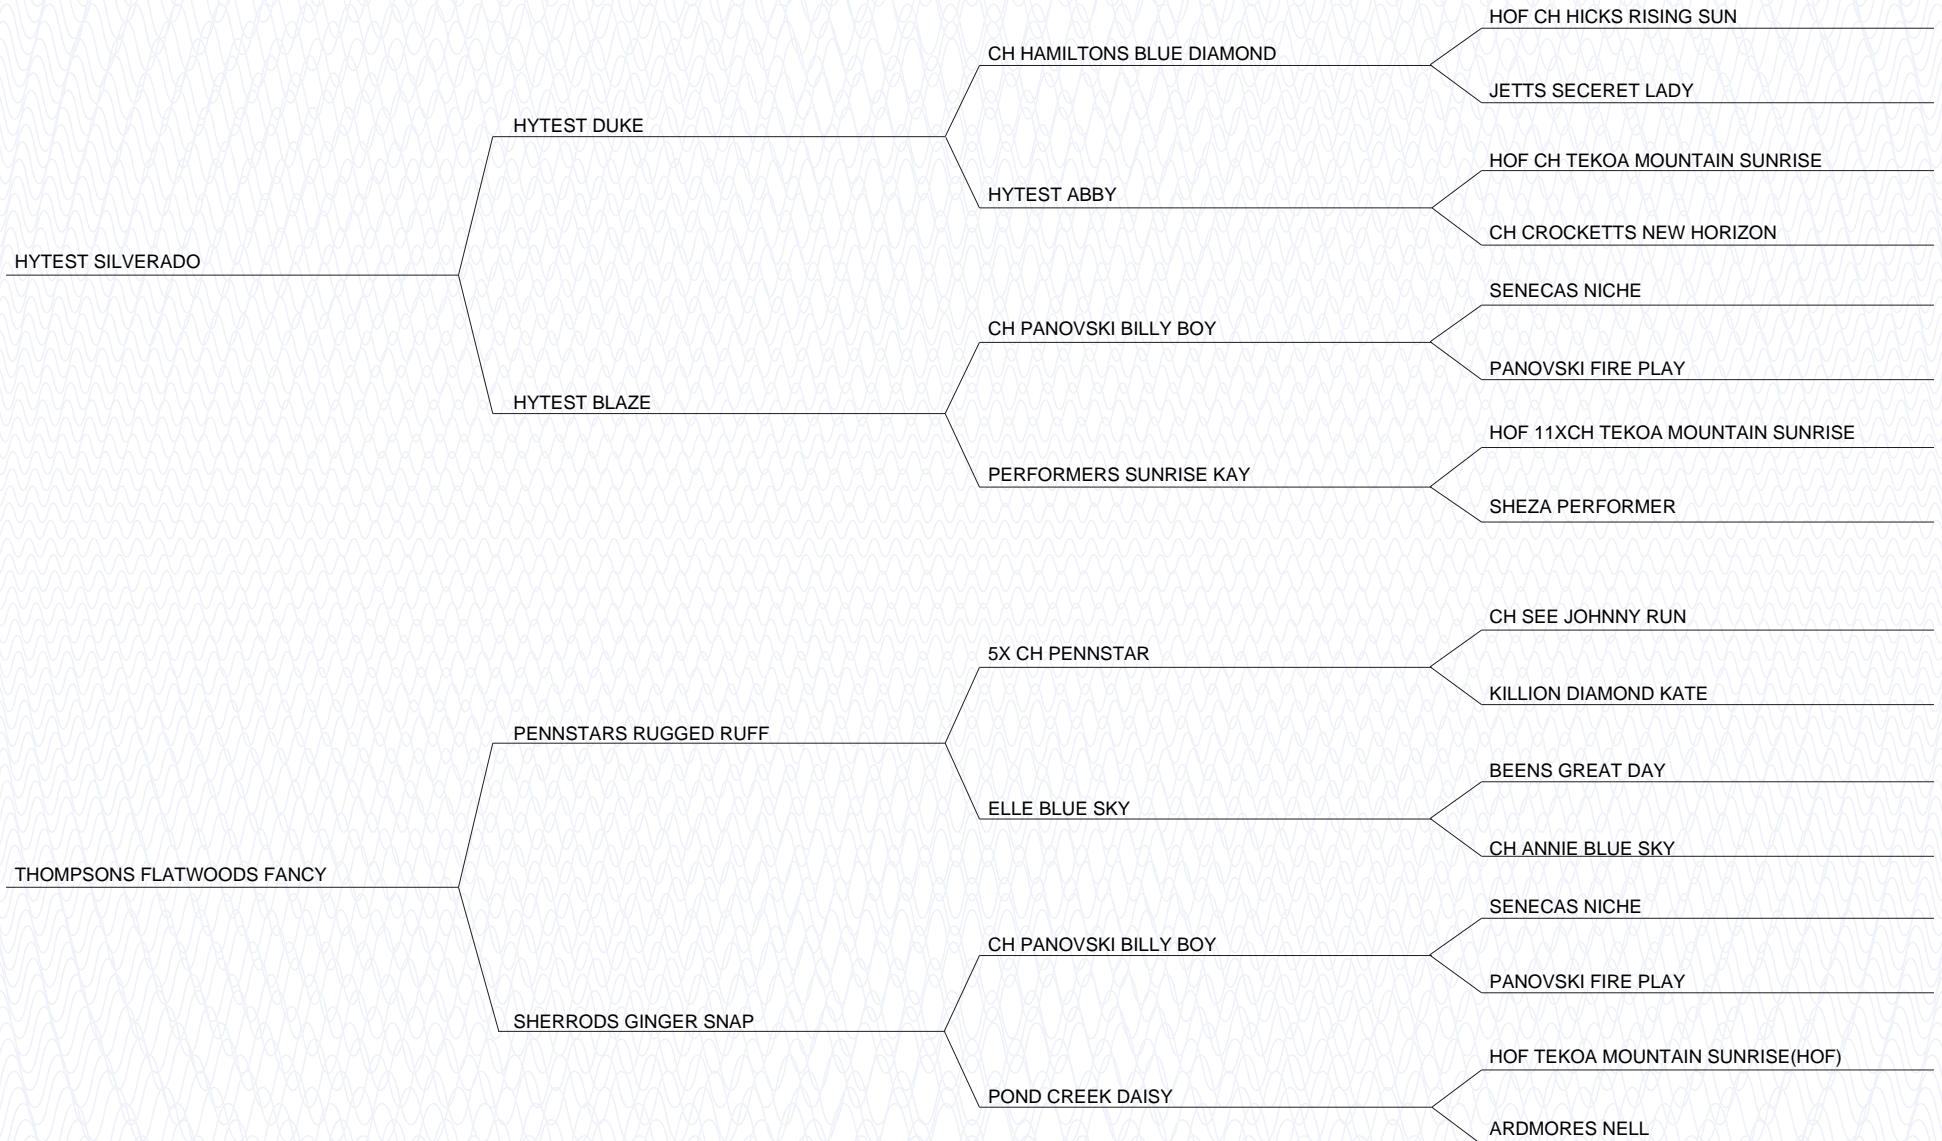 HOF CH HICKS RISING SUN
CH HAMILTONS BLUE DIAMOND
JETTS SECERET LADY
HYTEST DUKE
HOF CH TEKOA MOUNTAIN SUNRISE
HYTEST ABBY
CH CROCKETTS NEW HORIZON
HYTEST SILVERADO
SENECAS NICHE
CH PANOVSKI BILLY BOY
PANOVSKI FIRE PLAY
HYTEST BLAZE
HOF 11XCH TEKOA MOUNTAIN SUNRISE
PERFORMERS SUNRISE KAY
SHEZA PERFORMER
CH SEE JOHNNY RUN
5X CH PENNSTAR
KILLION DIAMOND KATE
PENNSTARS RUGGED RUFF
BEENS GREAT DAY
ELLE BLUE SKY
CH ANNIE BLUE SKY
THOMPSONS FLATWOODS FANCY
SENECAS NICHE
CH PANOVSKI BILLY BOY
PANOVSKI FIRE PLAY
SHERRODS GINGER SNAP
HOF TEKOA MOUNTAIN SUNRISE(HOF)
POND CREEK DAISY
ARDMORES NELL